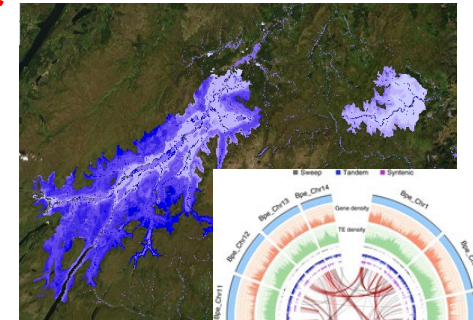 Sweep Tandem Syntenic
Bpe_Chr14
Bpe_Chr13
Bpe_Chr12
Bpe_Chr11
Bpe_Chr1
Gene density
TE density